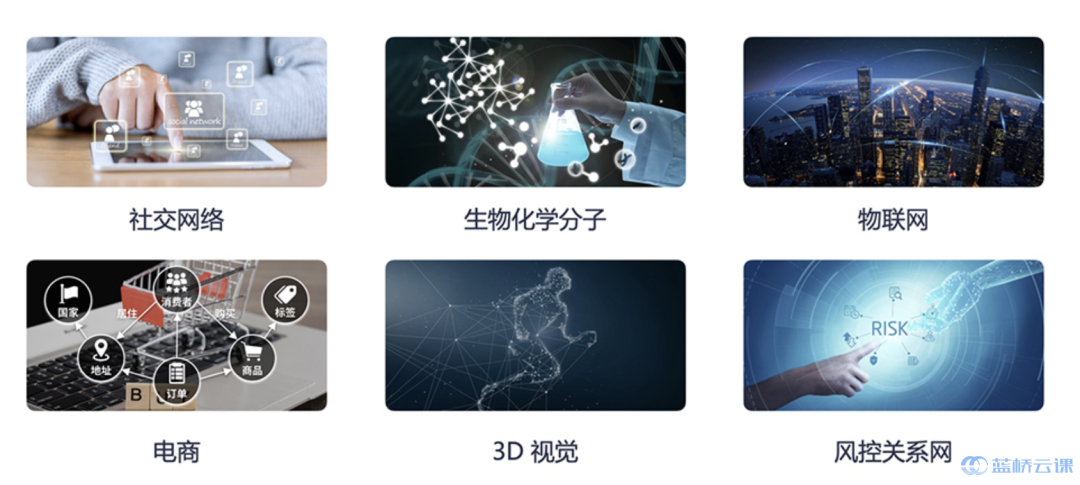 social network
社交网络
生物化学分子
物联网
国家
居住
消费者
购买
标签
地址
订单
商品
B
电商
3D 视觉
RISK
风控关系网
蓝桥云课